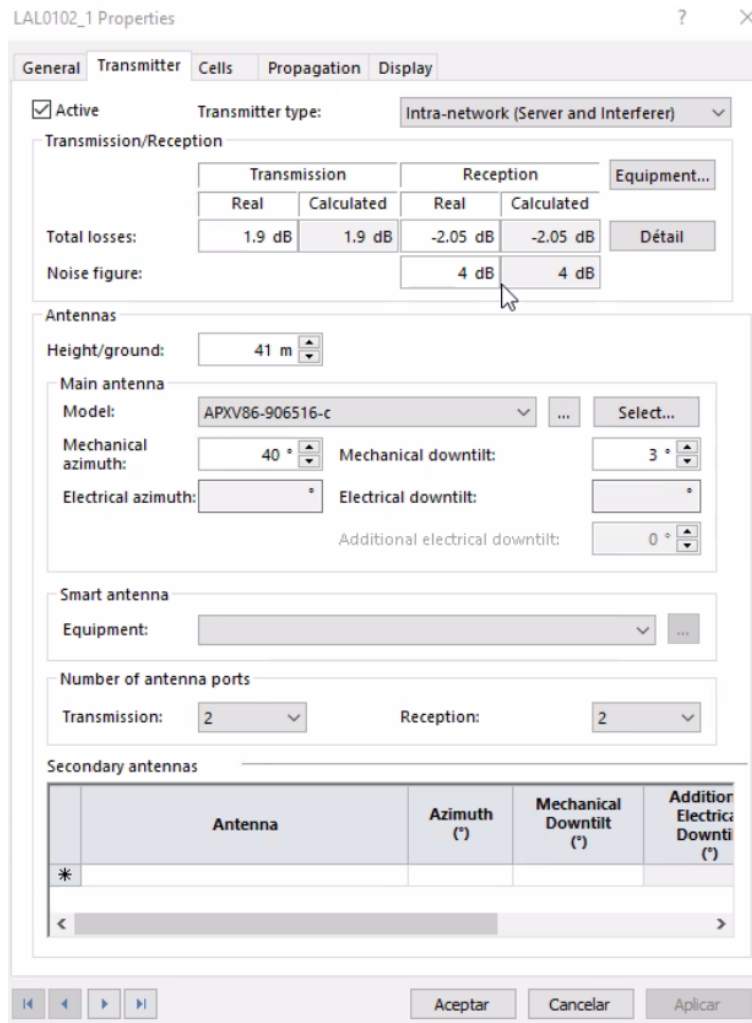 LAL0102_1 Properties
General Transmitter Cells Propagation Display
Active Transmitter type: Intra-network (Server and Interferer)
Transmission/Reception
Transmission Reception Equipment...
Real Calculated Real Calculated
Total losses: 1.9 dB 1.9 dB -2.05 dB -2.05 dB Détail
Noise figure: 4 dB 4 dB
Antennas
Height/ground: 41 m
Main antenna
Model: APXV86-906516-c ... Select...
Mechanical azimuth: 40 ° Mechanical downtilt: 3 °
Electrical azimuth: ° Electrical downtilt: °
Additional electrical downtilt: 0 °
Smart antenna
Equipment: ...
Number of antenna ports
Transmission: 2 Reception: 2
Secondary antennas
Antenna Azimuth (°) Mechanical Downtilt (°) Addition Electrica Downti (°)
Aceptar Cancelar Aplicar